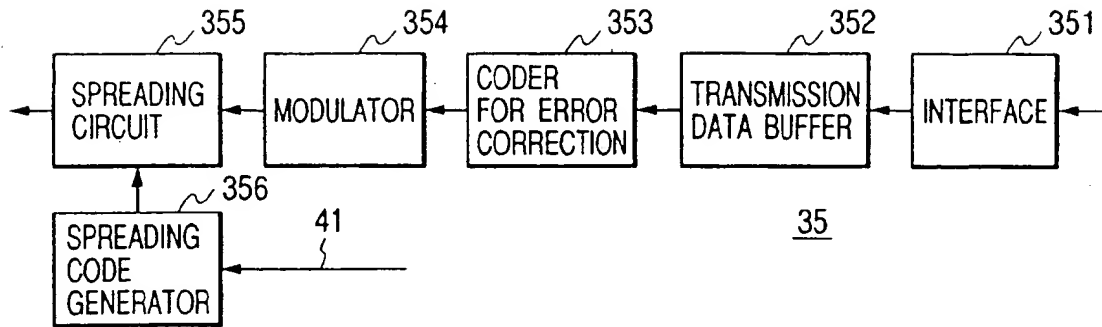 355
354
353
352
351
SPREADING
CIRCUIT
MODULATOR
CODER
FOR ERROR
CORRECTION
TRANSMISSION
DATA BUFFER
INTERFACE
356
SPREADING
CODE
GENERATOR
41
35